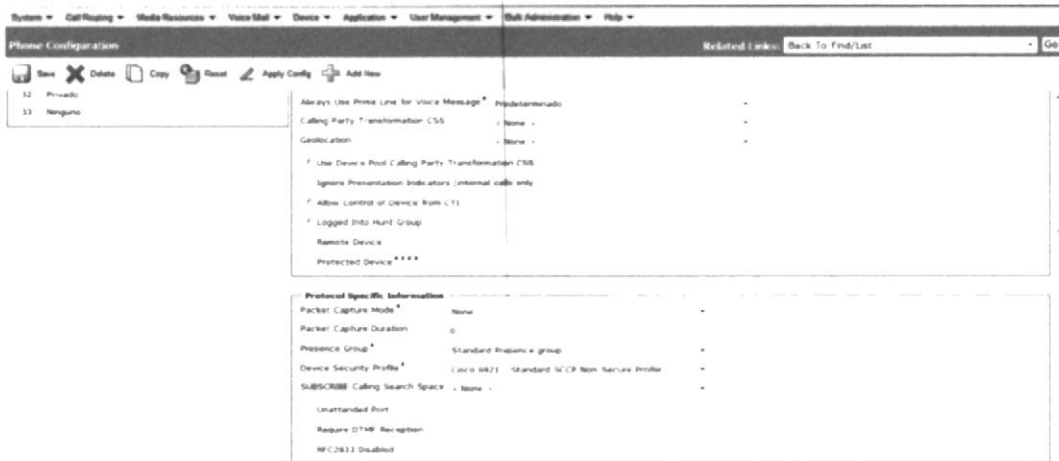 System Call Routing Media Resources Voice Mail Device Application User Management Bulk Administration Help
Phone Configuration
Related Links: Back To Find/List Go
Save Delete Copy Reset Apply Config Add New
32 Privado
33 Ninguno
Always Use Prime Line for Voice Message* Predeterminado
Calling Party Transformation CSS < None >
Geolocation < None >
Use Device Pool Calling Party Transformation CSS
Ignore Presentation Indicators (internal calls only
Allow Control of Device from CTI
Logged Into Hunt Group
Remote Device
Protected Device****
Protocol Specific Information
Packet Capture Mode* None
Packet Capture Duration 0
Presence Group* Standard Presence group
Device Security Profile* Cisco Standard SCCP Non-Secure Profile
SUBSCRIBE Calling Search Space < None >
Unattended Port
Require DTMF Reception
RFC2833 Disabled